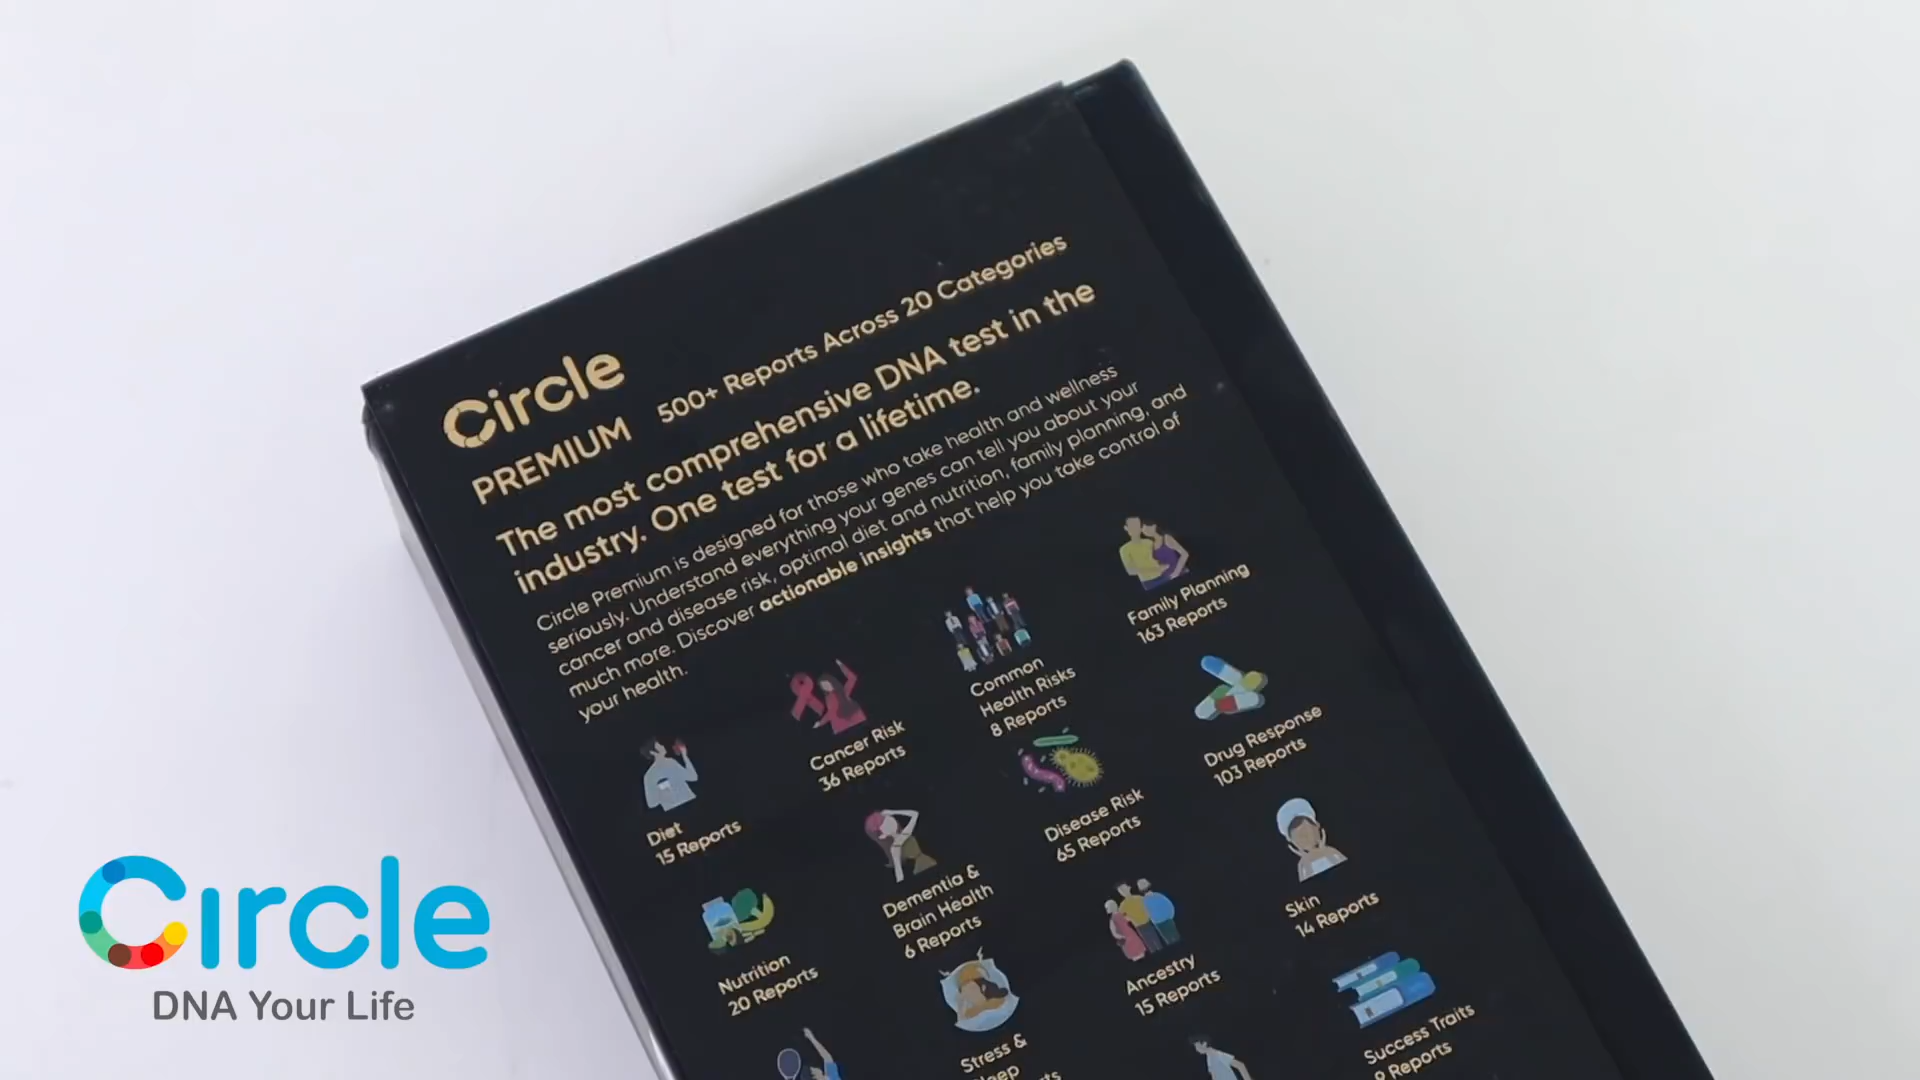 Circle
PREMIUM
500+ Reports Across 20 Categories
The most comprehensive DNA test in the
industry. One test for a lifetime.
Circle Premium is designed for those who take health and wellness
seriously. Understand everything your genes can tell you about your
cancer and disease risk, optimal diet and nutrition, family planning, and
much more. Discover actionable insights that help you take control of
your health.
Diet
15 Reports
Cancer Risk
36 Reports
Common
Health Risks
8 Reports
Family Planning
163 Reports
Nutrition
20 Reports
Dementia &
Brain Health
6 Reports
Disease Risk
65 Reports
Drug Response
103 Reports
Stress &
Ancestry
15 Reports
Skin
14 Reports
Success Traits
Reports
Circle
DNA Your Life